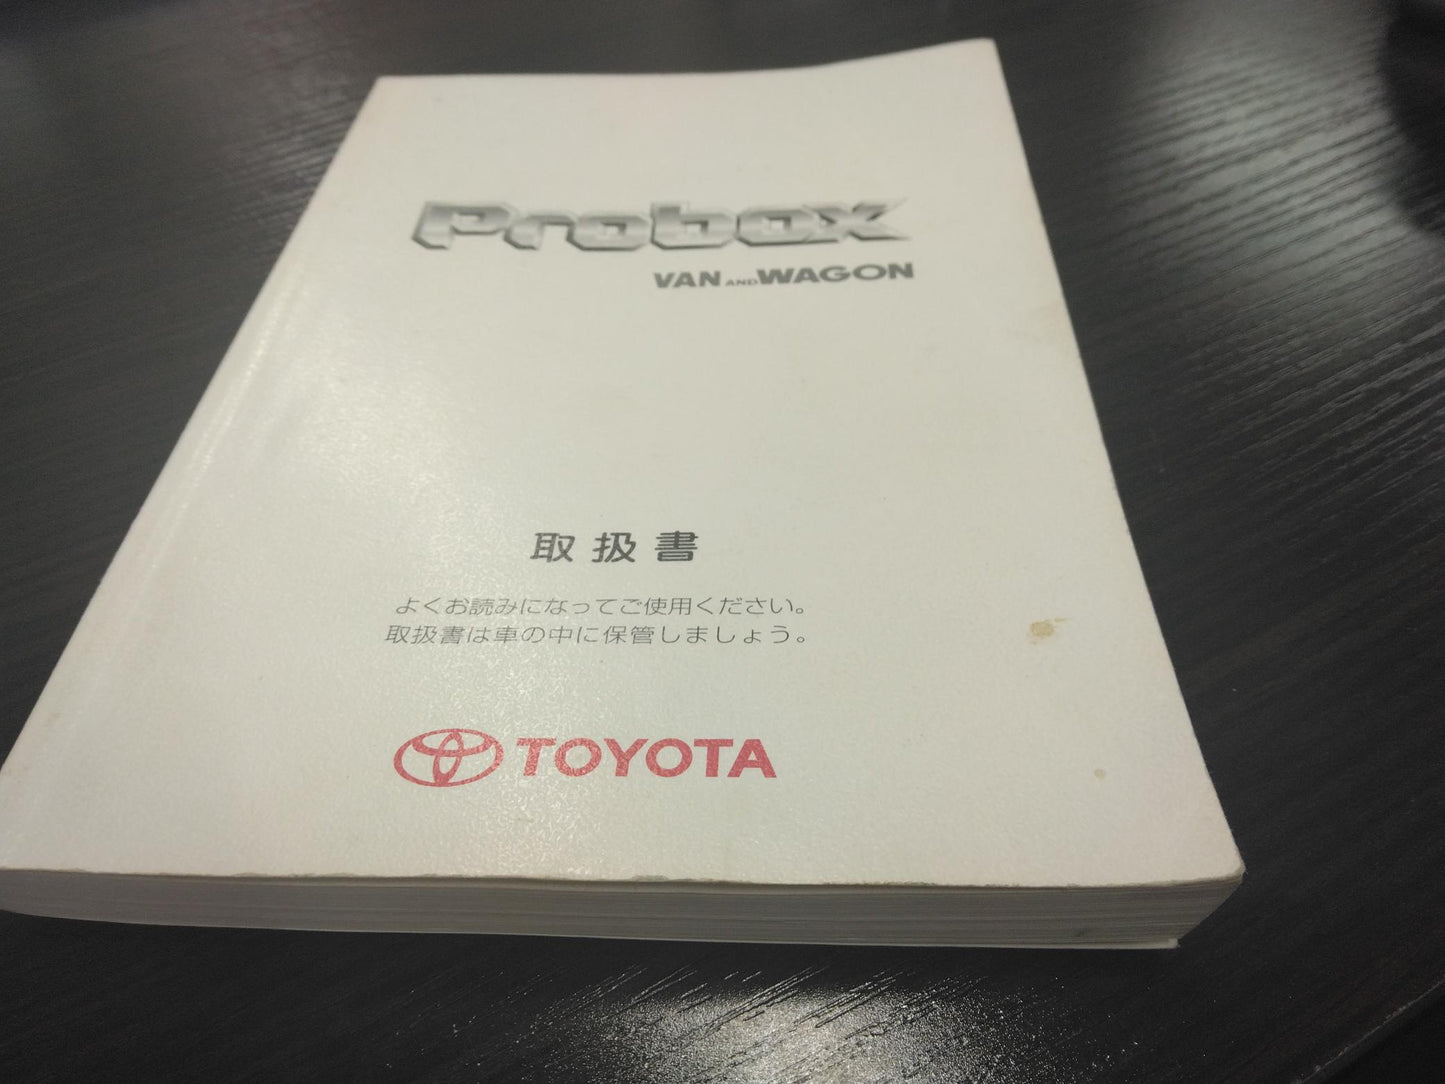 Probox
VAN AND WAGON
取扱書
よくお読みになってご使用ください。
取扱書は車の中に保管しましょう。
TOYOTA